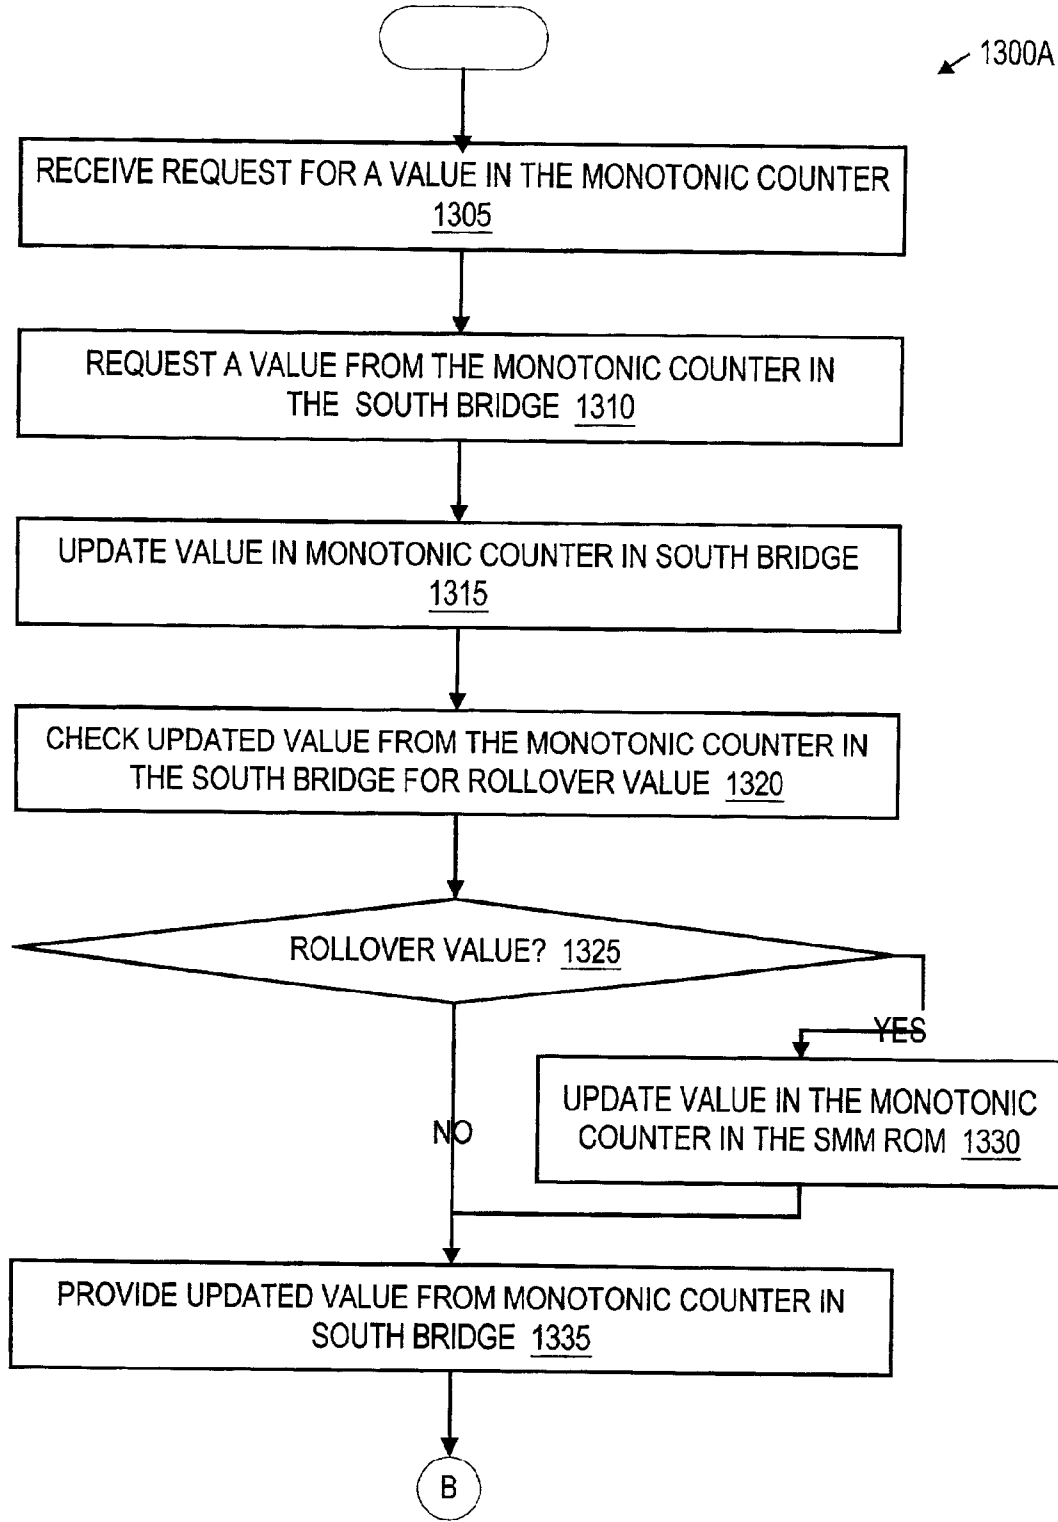 1300A
RECEIVE REQUEST FOR A VALUE IN THE MONOTONIC COUNTER
1305
REQUEST A VALUE FROM THE MONOTONIC COUNTER IN
THE SOUTH BRIDGE 1310
UPDATE VALUE IN MONOTONIC COUNTER IN SOUTH BRIDGE
1315
CHECK UPDATED VALUE FROM THE MONOTONIC COUNTER IN
THE SOUTH BRIDGE FOR ROLLOVER VALUE 1320
ROLLOVER VALUE? 1325
YES
UPDATE VALUE IN THE MONOTONIC
COUNTER IN THE SMM ROM 1330
NO
PROVIDE UPDATED VALUE FROM MONOTONIC COUNTER IN
SOUTH BRIDGE 1335
B